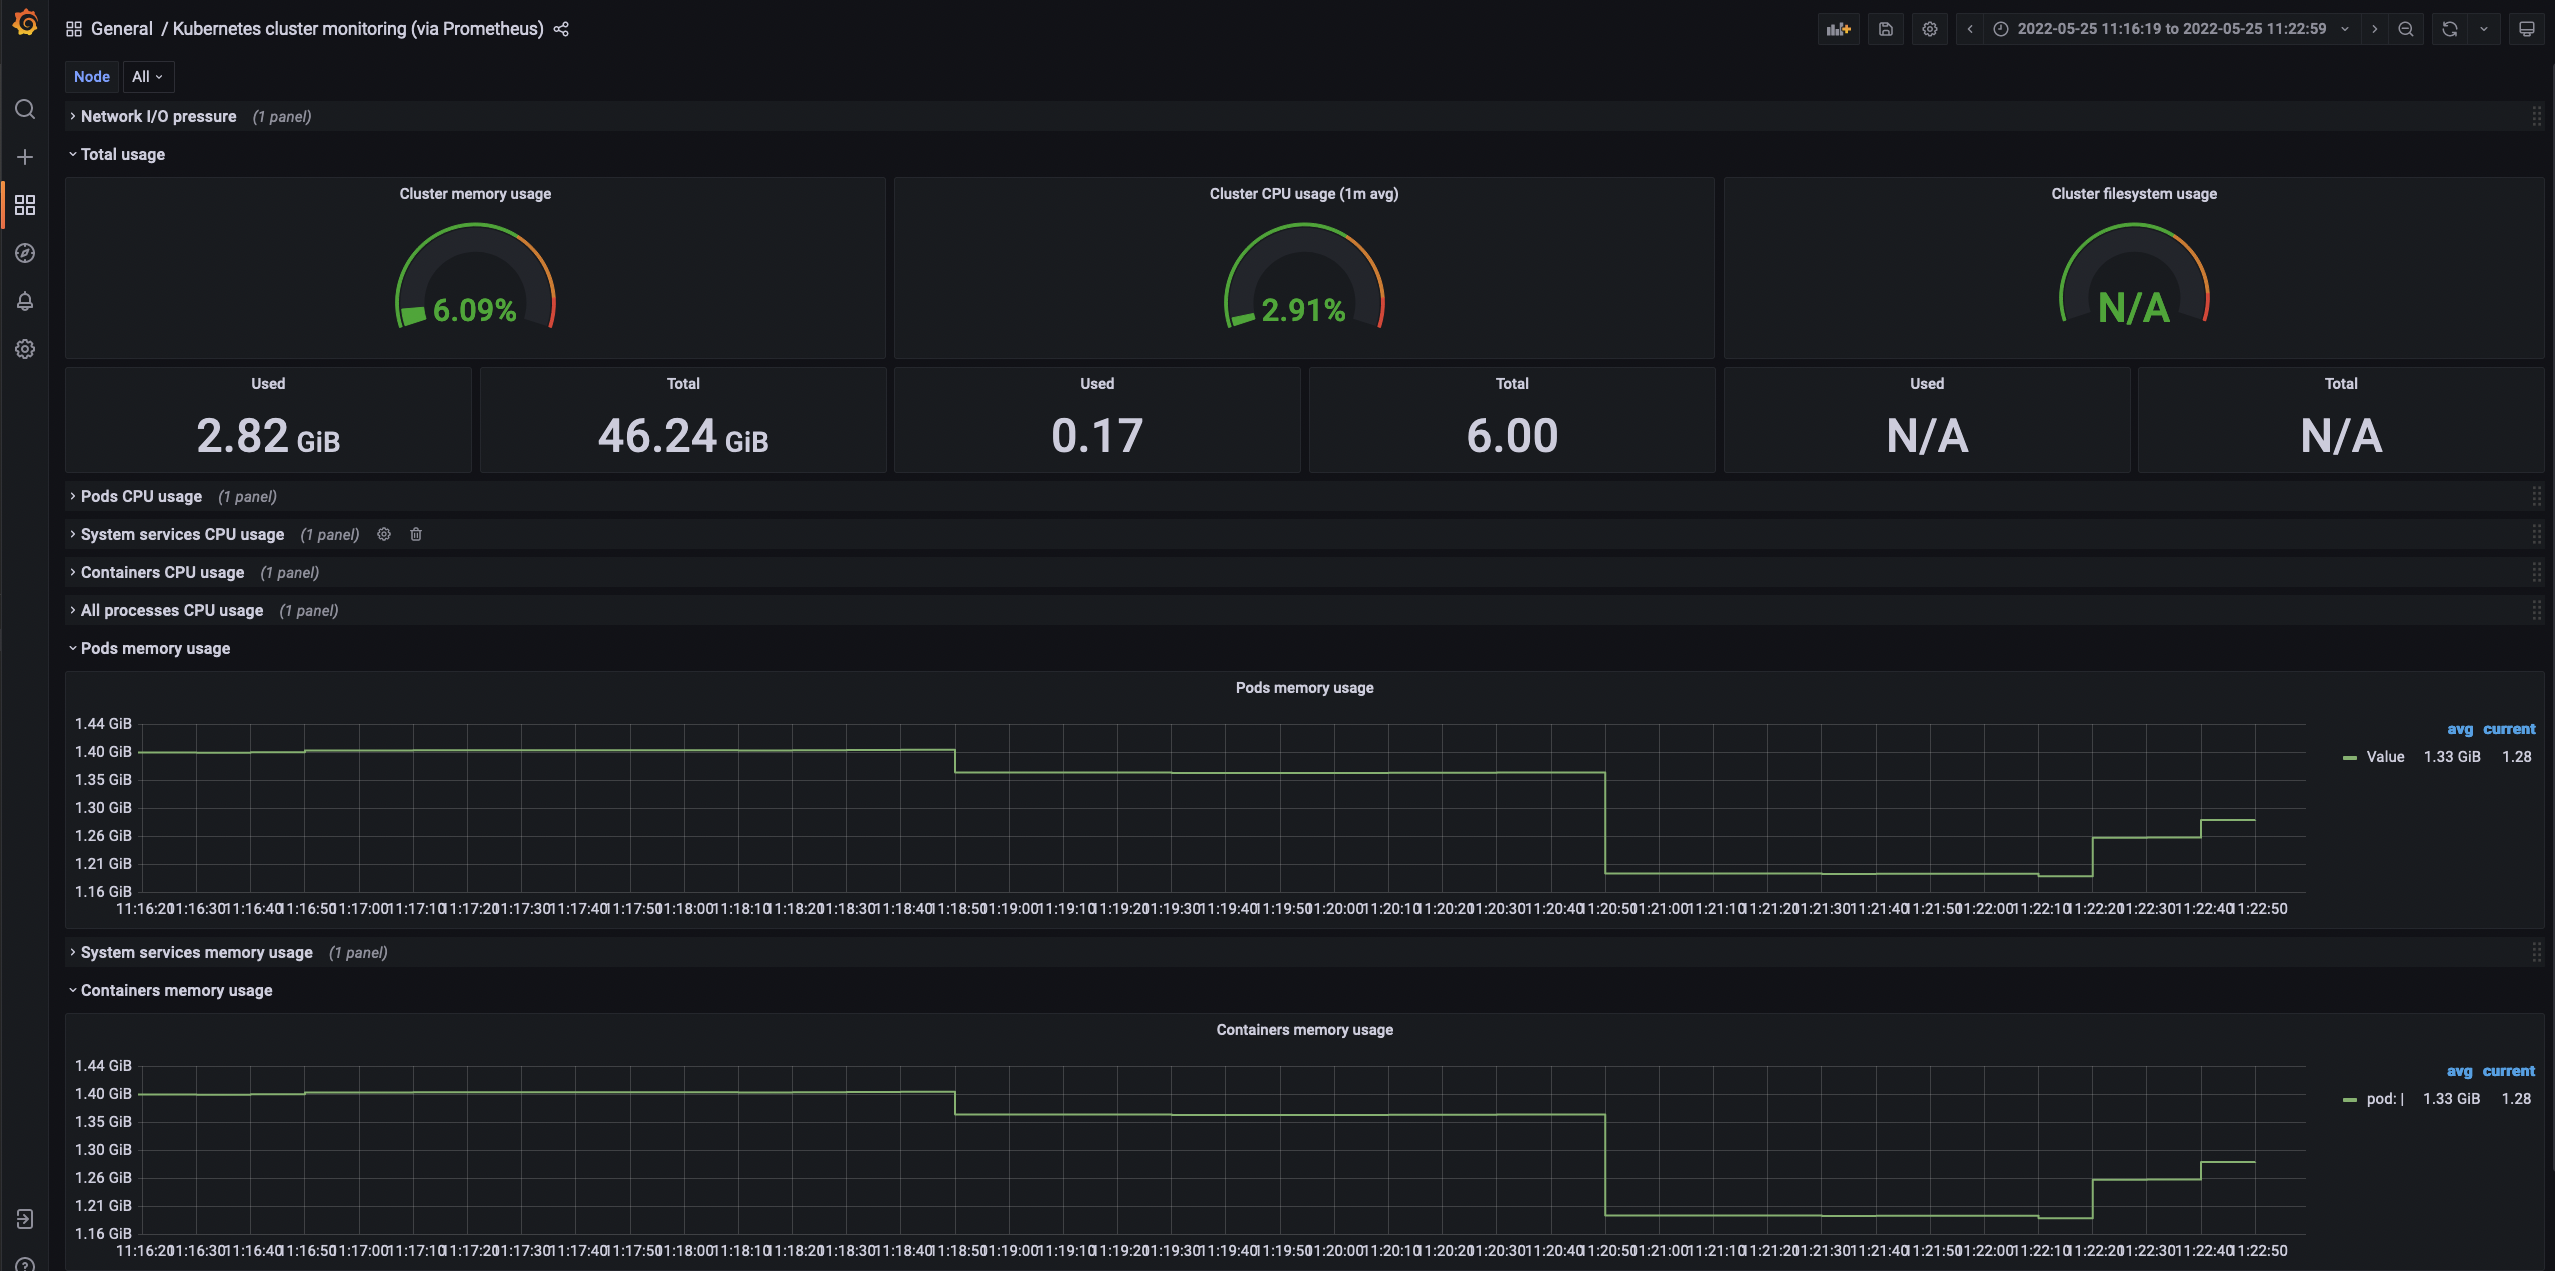 General / Kubernetes cluster monitoring (via Prometheus)
2022-05-25 11:16:19 to 2022-05-25 11:22:59
Node All
Network I/O pressure (1 panel)
Total usage
Cluster memory usage
6.09%
Cluster CPU usage (1m avg)
2.91%
Cluster filesystem usage
N/A
Used
2.82 GiB
Total
46.24 GiB
Used
0.17
Total
6.00
Used
N/A
Total
N/A
Pods CPU usage (1 panel)
System services CPU usage (1 panel)
Containers CPU usage (1 panel)
All processes CPU usage (1 panel)
Pods memory usage
Pods memory usage
1.44 GiB
1.40 GiB
1.35 GiB
1.30 GiB
1.26 GiB
1.21 GiB
1.16 GiB
11:16:20 11:16:30 11:16:40 11:16:50 11:17:00 11:17:10 11:17:20 11:17:30 11:17:40 11:17:50 11:18:00 11:18:10 11:18:20 11:18:30 11:18:40 11:18:50 11:19:00 11:19:10 11:19:20 11:19:30 11:19:40 11:19:50 11:20:00 11:20:10 11:20:20 11:20:30 11:20:40 11:20:50 11:21:00 11:21:10 11:21:20 11:21:30 11:21:40 11:21:50 11:22:00 11:22:10 11:22:20 11:22:30 11:22:40 11:22:50
avg current
Value 1.33 GiB 1.28
System services memory usage (1 panel)
Containers memory usage
Containers memory usage
1.44 GiB
1.40 GiB
1.35 GiB
1.30 GiB
1.26 GiB
1.21 GiB
1.16 GiB
11:16:20 11:16:30 11:16:40 11:16:50 11:17:00 11:17:10 11:17:20 11:17:30 11:17:40 11:17:50 11:18:00 11:18:10 11:18:20 11:18:30 11:18:40 11:18:50 11:19:00 11:19:10 11:19:20 11:19:30 11:19:40 11:19:50 11:20:00 11:20:10 11:20:20 11:20:30 11:20:40 11:20:50 11:21:00 11:21:10 11:21:20 11:21:30 11:21:40 11:21:50 11:22:00 11:22:10 11:22:20 11:22:30 11:22:40 11:22:50
avg current
pod: | 1.33 GiB 1.28